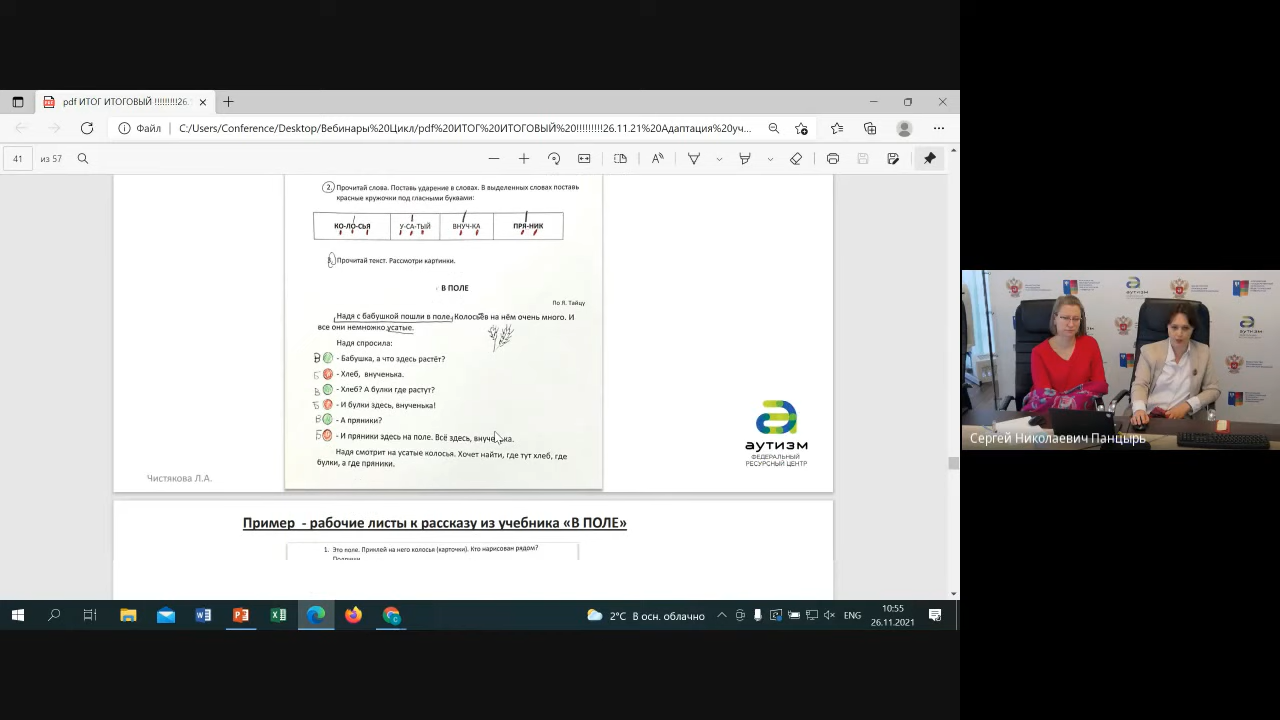 pdf ИТОГ ИТОГОВЫЙ !!!!!!!!!26.
Файл
C:/Users/Conference/Desktop/Вебинары%20Цикл/pdf%20ИТОГ%20ИТОГОВЫЙ%20!!!!!!!!!26.11.21%20Адаптация%20уч...
41 из 57
2. Прочитай слова. Поставь ударение в словах. В выделенных словах поставь
красные кружочки под гласными буквами:
КО-ЛО-СЬЯ У-СА-ТЫЙ ВНУЧ-КА ПРЯ-НИК
3. Прочитай текст. Рассмотри картинки.
В ПОЛЕ
По Я. Тайцу
Надя с бабушкой пошли в поле. Колосьев на нём очень много. И
все они немножко усатые.
Надя спросила:
- Бабушка, а что здесь растёт?
- Хлеб, внученька.
- Хлеб? А булки где растут?
- И булки здесь, внученька!
- А пряники?
- И пряники здесь на поле. Всё здесь, внученька.
Надя смотрит на усатые колосья. Хочет найти, где тут хлеб, где
булки, а где пряники.
Чистякова Л.А.
аутизм
ФЕДЕРАЛЬНЫЙ
РЕСУРСНЫЙ ЦЕНТР
Пример - рабочие листы к рассказу из учебника «В ПОЛЕ»
1. Это поле. Приклей на него колосья (карточки). Кто нарисован рядом?
аутизм
Сергей Николаевич Панцырь
2°C В осн. облачно
ENG
10:55
26.11.2021